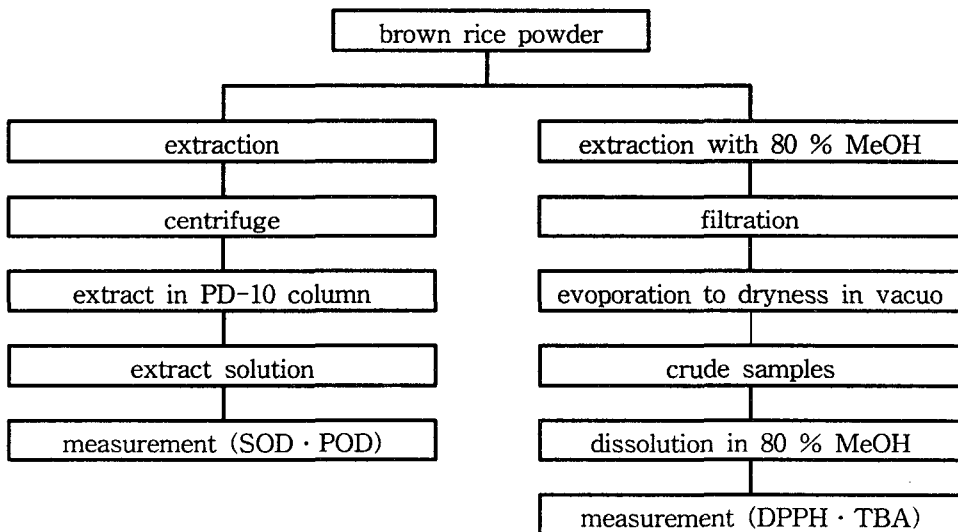 brown rice powder
extraction
centrifuge
extract in PD-10 column
extract solution
measurement (SOD · POD)
extraction with 80 % MeOH
filtration
evoporation to dryness in vacuo
crude samples
dissolution in 80 % MeOH
measurement (DPPH · TBA)